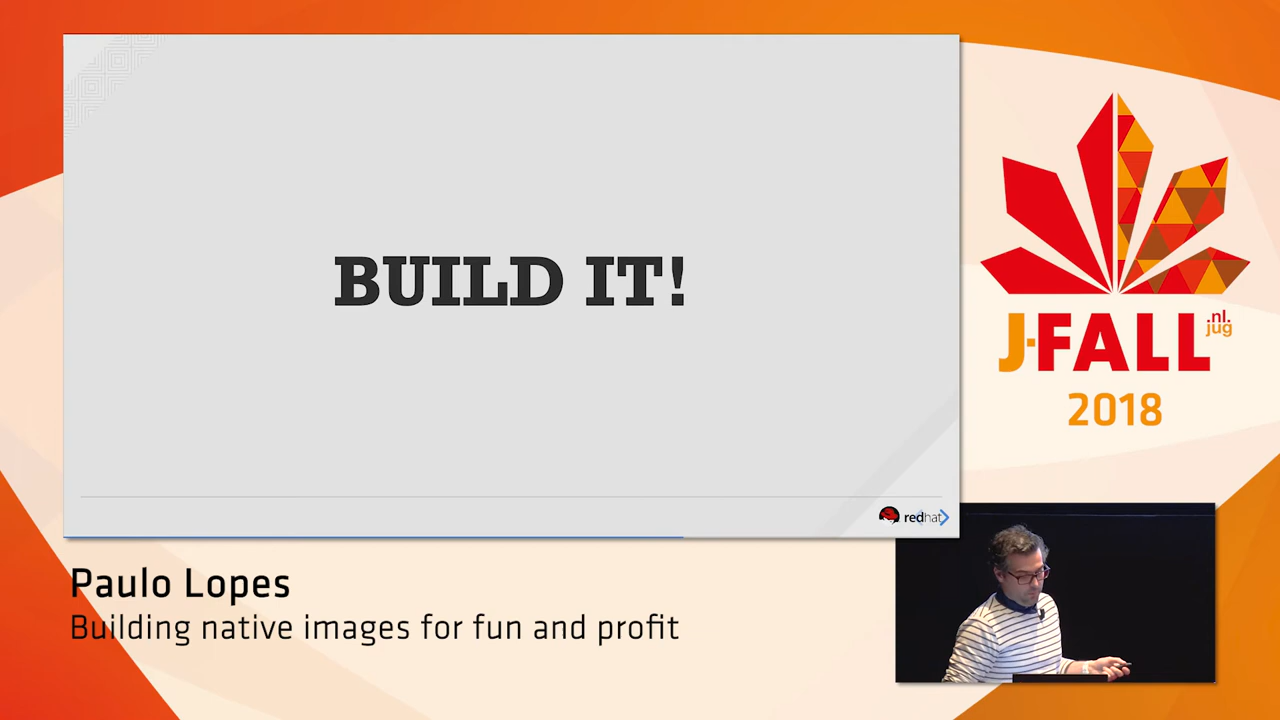 BUILD IT!
redhat
J-FALL
nl.
jug
2018
Paulo Lopes
Building native images for fun and profit